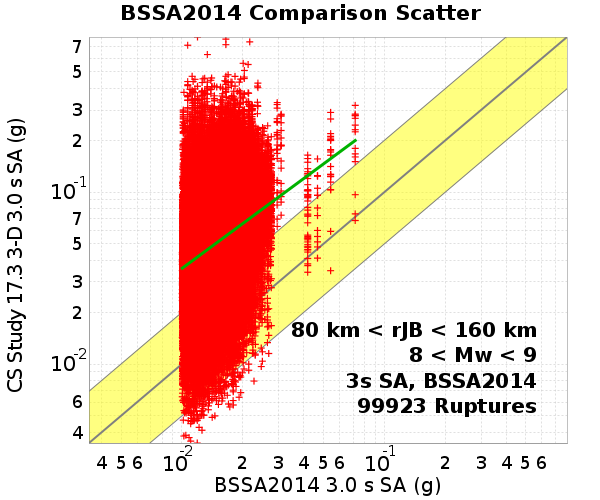 BSSA2014 Comparison Scatter
CS Study 17.3 3-D 3.0 s SA (g)
7
5
3
2
10-1
7
5
3
2
10-2
6
4
80 km < rJB < 160 km
8 < Mw < 9
3s SA, BSSA2014
99923 Ruptures
4 5 6 10-2 2 3 4 5 6 10-1 2 3 4 5 6
BSSA2014 3.0 s SA (g)